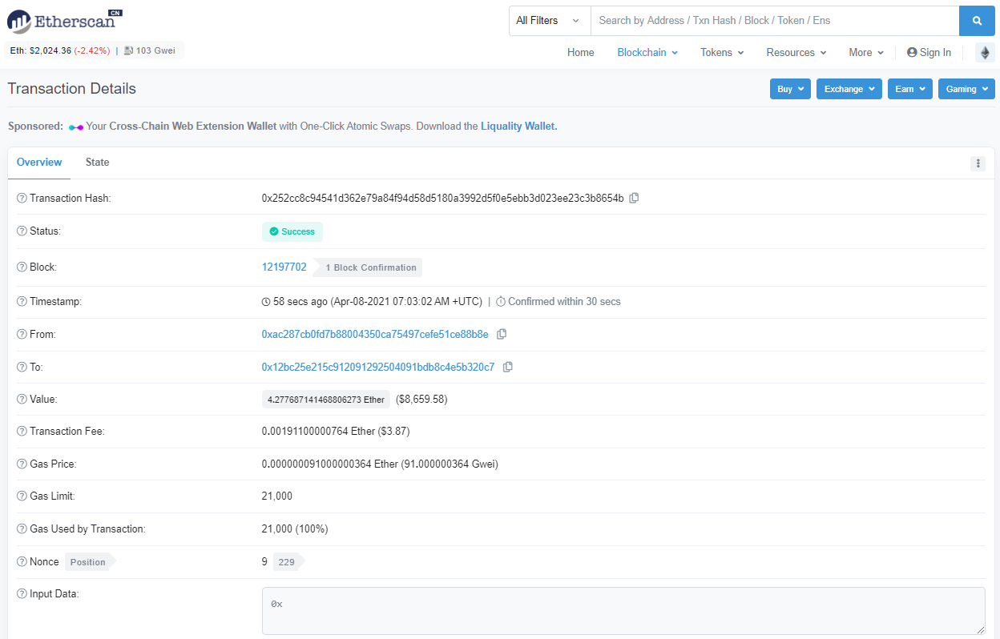 Etherscan CN
All Filters Search by Address / Txn Hash / Block / Token / Ens
Eth: $2,024.36 (-2.42%) | 103 Gwei
Home Blockchain Tokens Resources More Sign In
Transaction Details
Buy Exchange Earn Gaming
Sponsored: Your Cross-Chain Web Extension Wallet with One-Click Atomic Swaps. Download the Liquality Wallet.
Overview State
Transaction Hash: 0x252cc8c94541d362e79a84f94d58d5180a3992d5f0e5ebb3d023ee23c3b8654b
Status: Success
Block: 12197702 1 Block Confirmation
Timestamp: 58 secs ago (Apr-08-2021 07:03:02 AM +UTC) | Confirmed within 30 secs
From: 0xac287cb0fd7b88004350ca75497cefe51ce88b8e
To: 0x12bc25e215c912091292504091bdb8c4e5b320c7
Value: 4.277687141468806273 Ether ($8,659.58)
Transaction Fee: 0.00191100000764 Ether ($3.87)
Gas Price: 0.000000091000000364 Ether (91.000000364 Gwei)
Gas Limit: 21,000
Gas Used by Transaction: 21,000 (100%)
Nonce Position 9 229
Input Data: 0x